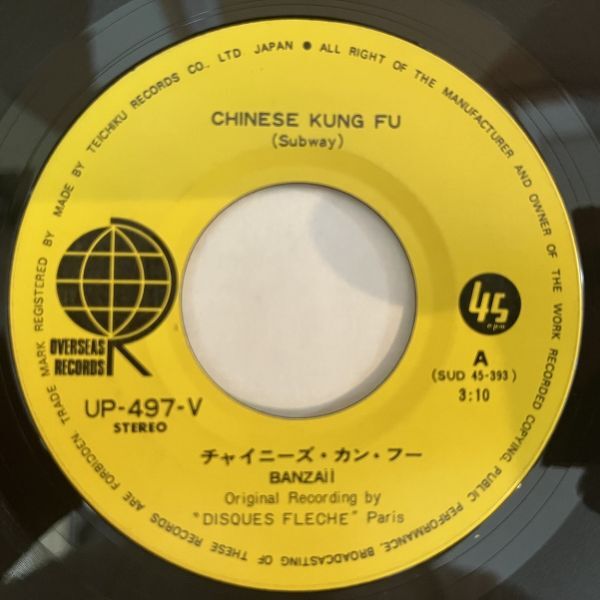 TRADE MARK REGISTERED BY MADE BY TEICHIKU RECORDS CO., LTD JAPAN ● ALL RIGHT OF THE MANUFACTURER AND OWNER OF THE WORK RECORDED COPYING, PUBLIC PERFORMANCE, BROADCASTING OF THESE RECORDS ARE FORBIDDEN.
CHINESE KUNG FU
(Subway)
OVERSEAS
RECORDS
R
45
rpm
A
(SUD 45-393)
3:10
UP-497-V
STEREO
チャイニーズ・カン・フー
BANZAii
Original Recording by
"DISQUES FLECHE" Paris